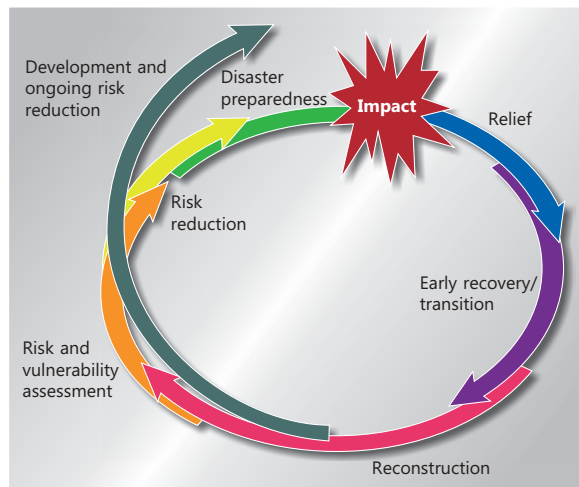 Development and
ongoing risk
reduction
Disaster
preparedness
Impact
Relief
Risk
reduction
Early recovery/
transition
Risk and
vulnerability
assessment
Reconstruction